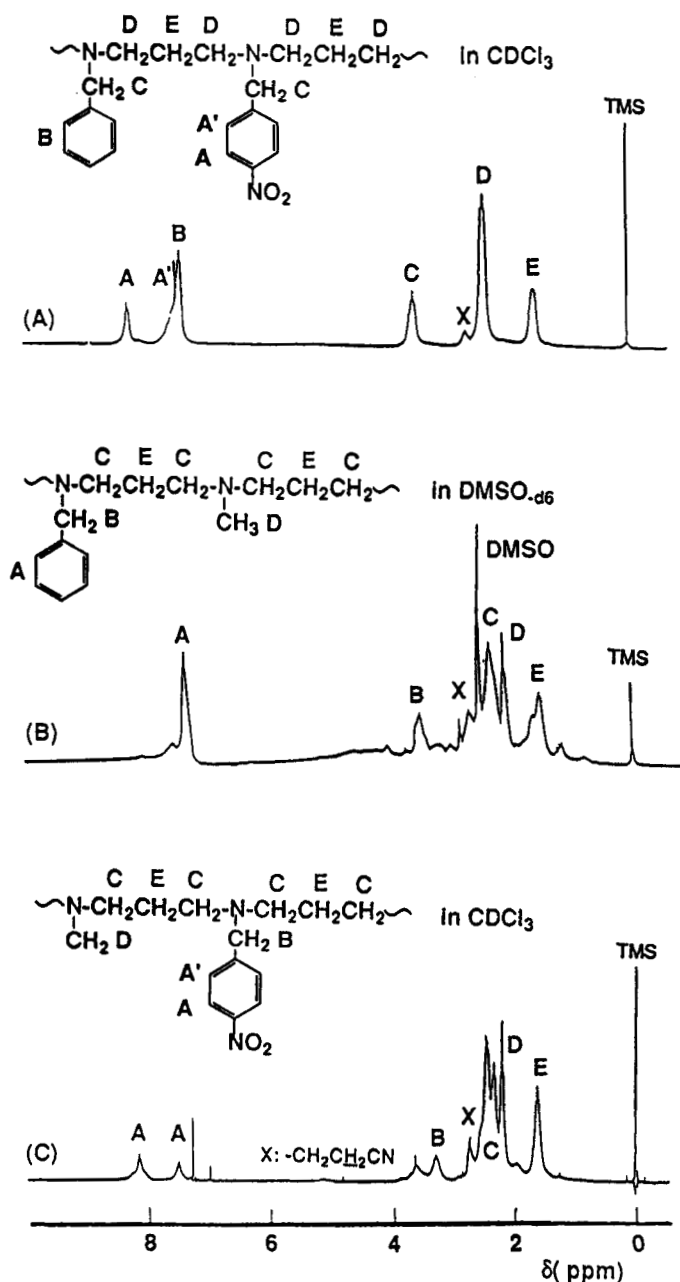 D E D D E D
~N-CH2CH2CH2-N-CH2CH2CH2~ in CDCl3
CH2 C CH2 C
TMS
B A'
A
NO2
D
B
A A' C E
X
(A)
C E C C E C
~N-CH2CH2CH2-N-CH2CH2CH2~ in DMSO-d6
CH2 B CH3 D
DMSO
A
C
A D TMS
E
B X
(B)
C E C C E C
~N-CH2CH2CH2-N-CH2CH2CH2~ in CDCl3
CH2 D CH2 B
TMS
A'
A
D
NO2 E
X
A A B
(C) X: -CH2CH2CN C
8 6 4 2 0
δ( ppm)